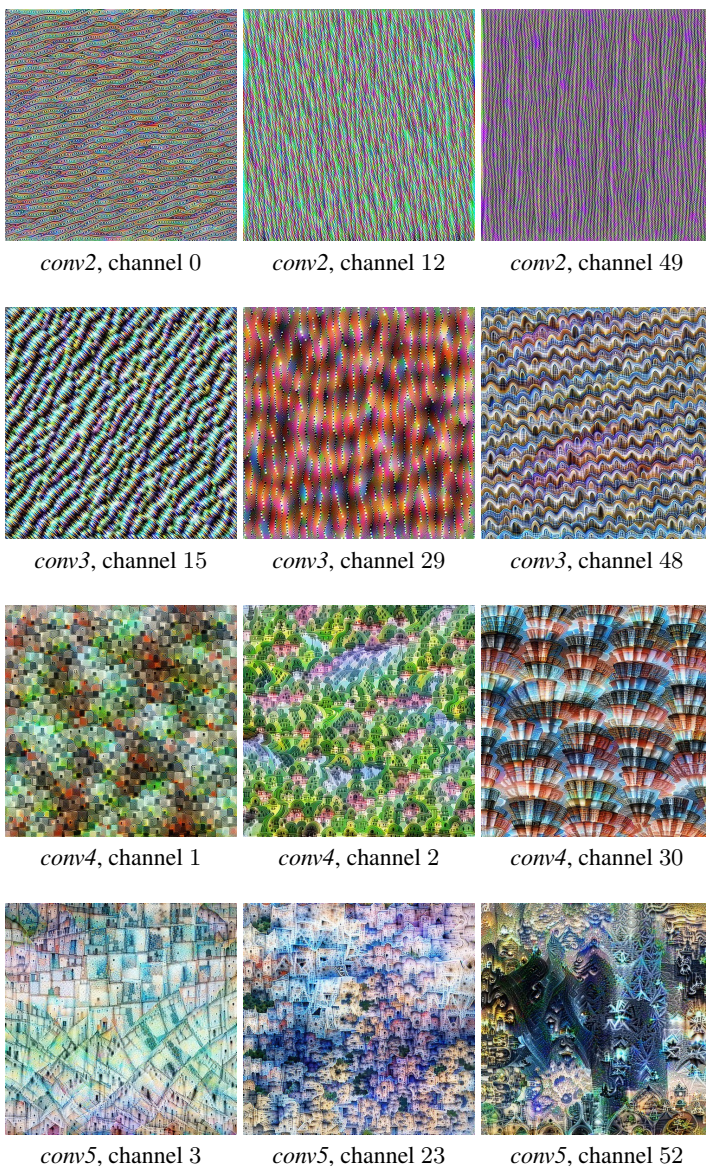 conv2, channel 0
conv2, channel 12
conv2, channel 49
conv3, channel 15
conv3, channel 29
conv3, channel 48
conv4, channel 1
conv4, channel 2
conv4, channel 30
conv5, channel 3
conv5, channel 23
conv5, channel 52